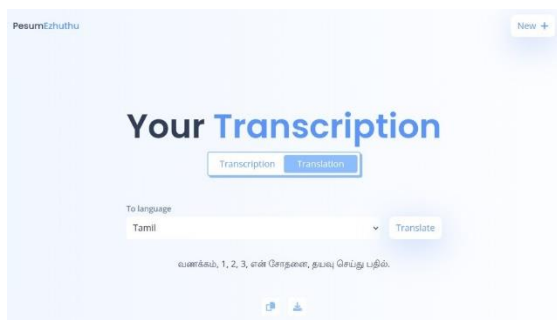 PesumEzhuthu
New +
Your Transcription
Transcription Translation
To language
Tamil Translate
வணக்கம், 1, 2, 3, என் சோதனை, தயவு செய்து பதில்.